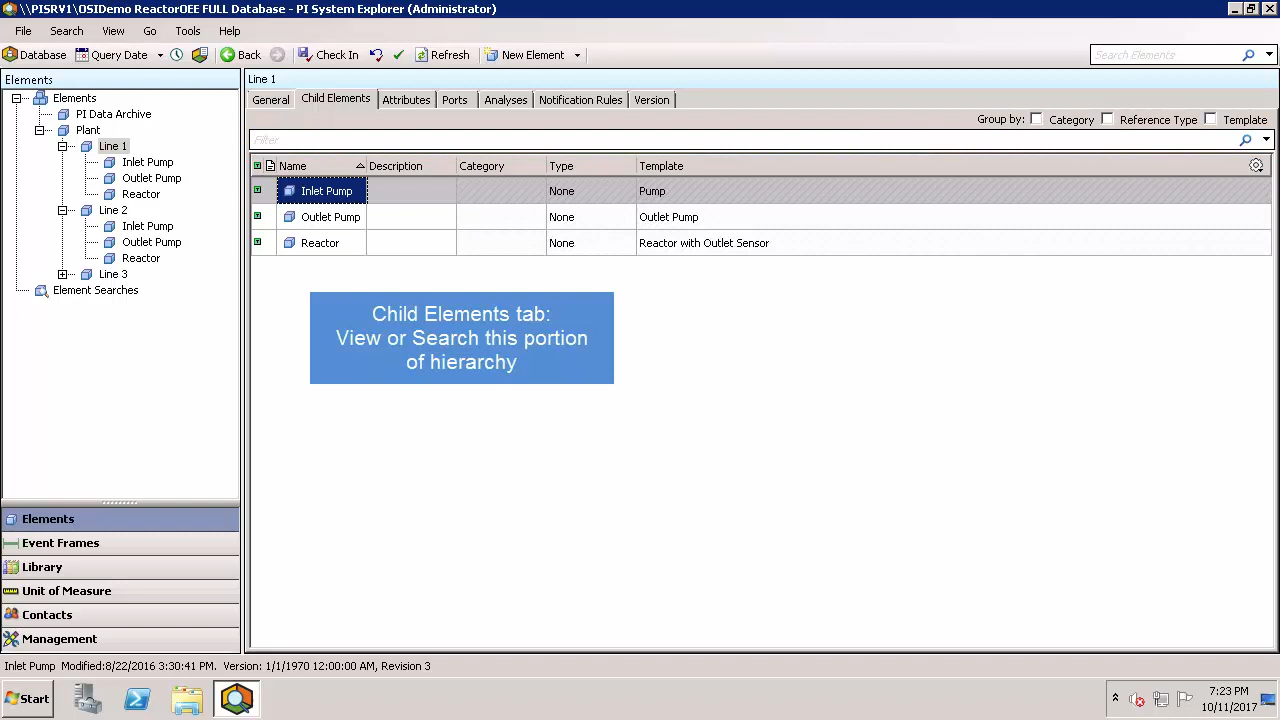 \\PISRV1\OSIDemo ReactorOEE FULL Database - PI System Explorer (Administrator)
File Search View Go Tools Help
Database Query Date Back Check In Refresh New Element Search Elements
Elements
Elements
PI Data Archive
Plant
Line 1
Inlet Pump
Outlet Pump
Reactor
Line 2
Inlet Pump
Outlet Pump
Reactor
Line 3
Element Searches
Elements
Event Frames
Library
Unit of Measure
Contacts
Management
Line 1
General Child Elements Attributes Ports Analyses Notification Rules Version
Group by: Category Reference Type Template
Filter
Name Description Category Type Template
Inlet Pump None Pump
Outlet Pump None Outlet Pump
Reactor None Reactor with Outlet Sensor
Child Elements tab:
View or Search this portion
of hierarchy
Inlet Pump Modified:8/22/2016 3:30:41 PM, Version: 1/1/1970 12:00:00 AM, Revision 3
Start
7:23 PM
10/11/2017